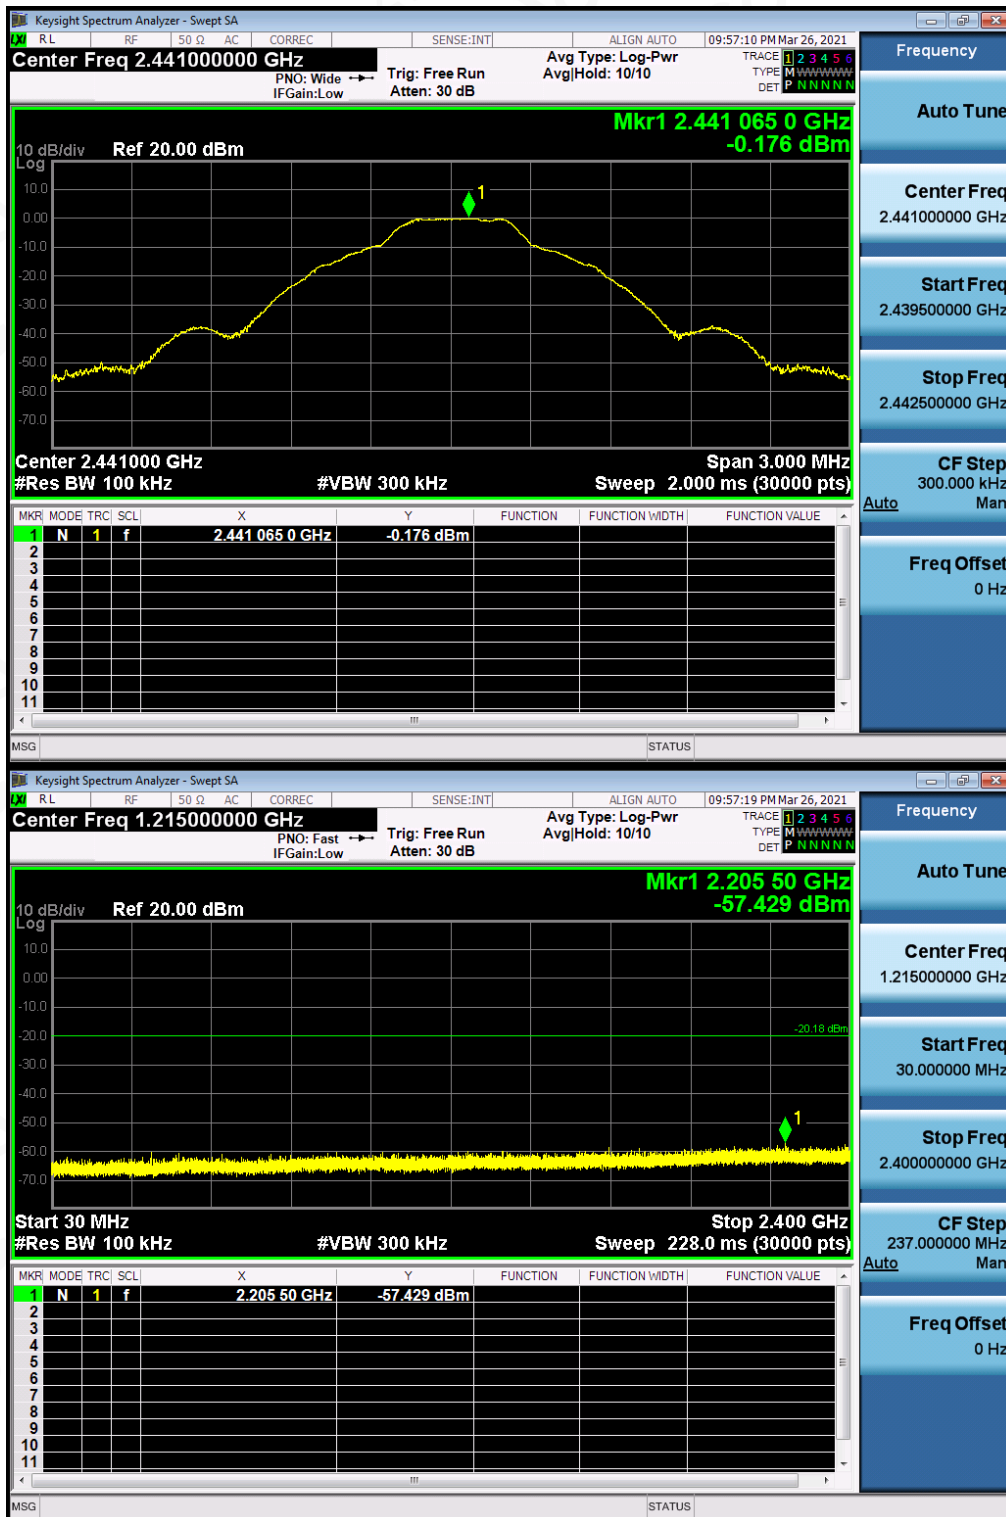 Keysight Spectrum Analyzer - Swept SA
LXI RL RF 50 Ω AC CORREC SENSE:INT ALIGN AUTO 09:57:10 PM Mar 26, 2021
Center Freq 2.441000000 GHz
PNO: Wide
IFGain:Low
Trig: Free Run
Atten: 30 dB
Avg Type: Log-Pwr
Avg|Hold: 10/10
TRACE 1 2 3 4 5 6
TYPE M WWWWW
DET P N N N N N
Mkr1 2.441 065 0 GHz
-0.176 dBm
10 dB/div Ref 20.00 dBm
Log
10.0
0.00
-10.0
-20.0
-30.0
-40.0
-50.0
-60.0
-70.0
1
Center 2.441000 GHz Span 3.000 MHz
#Res BW 100 kHz #VBW 300 kHz Sweep 2.000 ms (30000 pts)
MKR MODE TRC SCL X Y FUNCTION FUNCTION WIDTH FUNCTION VALUE
1 N 1 f 2.441 065 0 GHz -0.176 dBm
2
3
4
5
6
7
8
9
10
11
MSG STATUS
Frequency
Auto Tune
Center Freq
2.441000000 GHz
Start Freq
2.439500000 GHz
Stop Freq
2.442500000 GHz
CF Step
300.000 kHz
Auto Man
Freq Offset
0 Hz
Keysight Spectrum Analyzer - Swept SA
LXI RL RF 50 Ω AC CORREC SENSE:INT ALIGN AUTO 09:57:19 PM Mar 26, 2021
Center Freq 1.215000000 GHz
PNO: Fast
IFGain:Low
Trig: Free Run
Atten: 30 dB
Avg Type: Log-Pwr
Avg|Hold: 10/10
TRACE 1 2 3 4 5 6
TYPE M WWWWW
DET P N N N N N
Mkr1 2.205 50 GHz
-57.429 dBm
10 dB/div Ref 20.00 dBm
Log
10.0
0.00
-10.0
-20.0
-30.0
-40.0
-50.0
-60.0
-70.0
-20.18 dBm
1
Start 30 MHz Stop 2.400 GHz
#Res BW 100 kHz #VBW 300 kHz Sweep 228.0 ms (30000 pts)
MKR MODE TRC SCL X Y FUNCTION FUNCTION WIDTH FUNCTION VALUE
1 N 1 f 2.205 50 GHz -57.429 dBm
2
3
4
5
6
7
8
9
10
11
MSG STATUS
Frequency
Auto Tune
Center Freq
1.215000000 GHz
Start Freq
30.000000 MHz
Stop Freq
2.400000000 GHz
CF Step
237.000000 MHz
Auto Man
Freq Offset
0 Hz